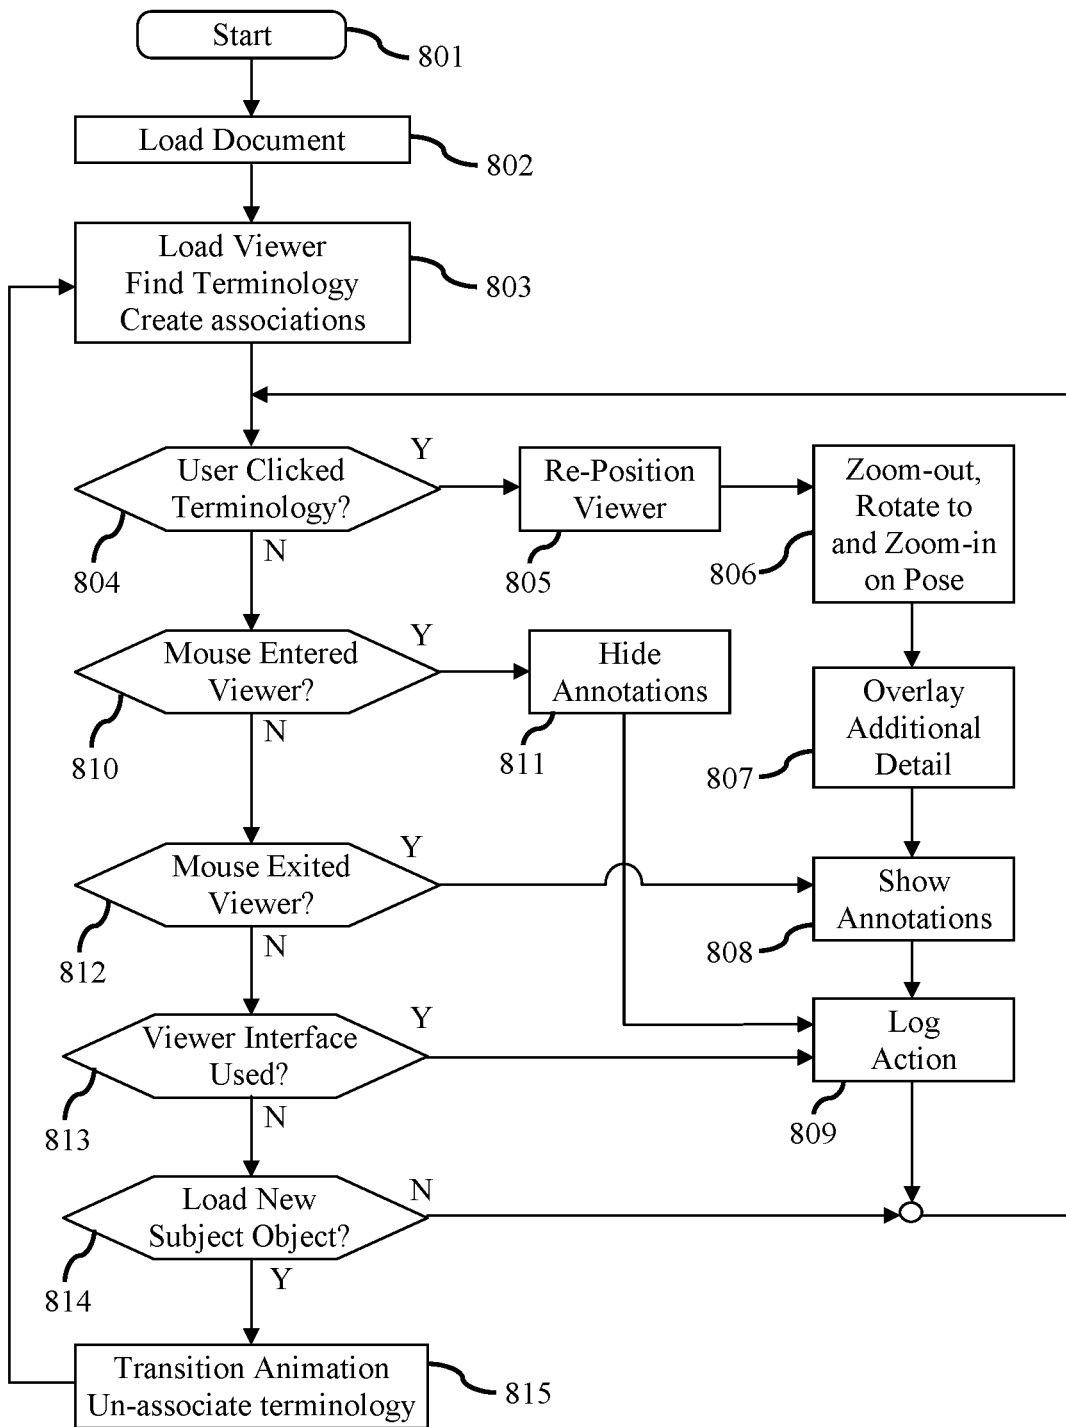 Start
801
Load Document
802
Load Viewer
Find Terminology
Create associations
803
User Clicked
Terminology?
Y
N
804
Re-Position
Viewer
805
Zoom-out,
Rotate to
and Zoom-in
on Pose
806
Mouse Entered
Viewer?
Y
N
810
Hide
Annotations
811
Overlay
Additional
Detail
807
Mouse Exited
Viewer?
Y
N
812
Show
Annotations
808
Viewer Interface
Used?
Y
N
813
Log
Action
809
Load New
Subject Object?
N
Y
814
Transition Animation
Un-associate terminology
815